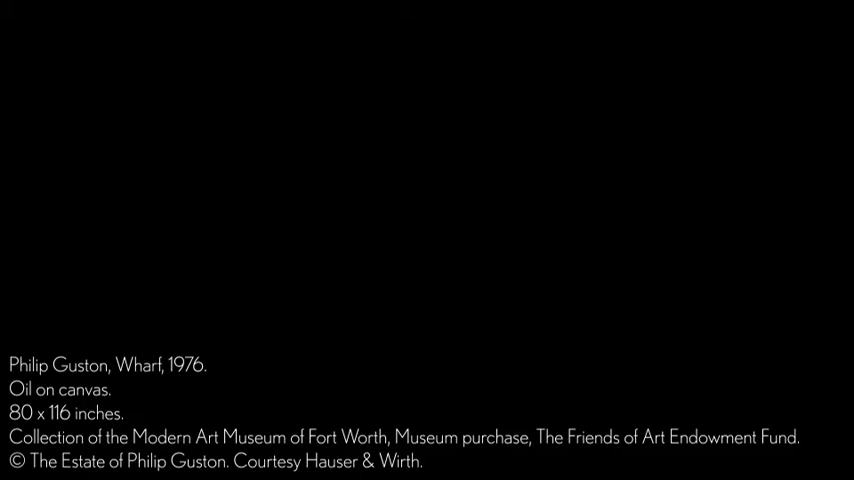 Philip Guston, Wharf, 1976.
Oil on canvas.
80 x 116 inches.
Collection of the Modern Art Museum of Fort Worth, Museum purchase, The Friends of Art Endowment Fund.
© The Estate of Philip Guston. Courtesy Hauser & Wirth.